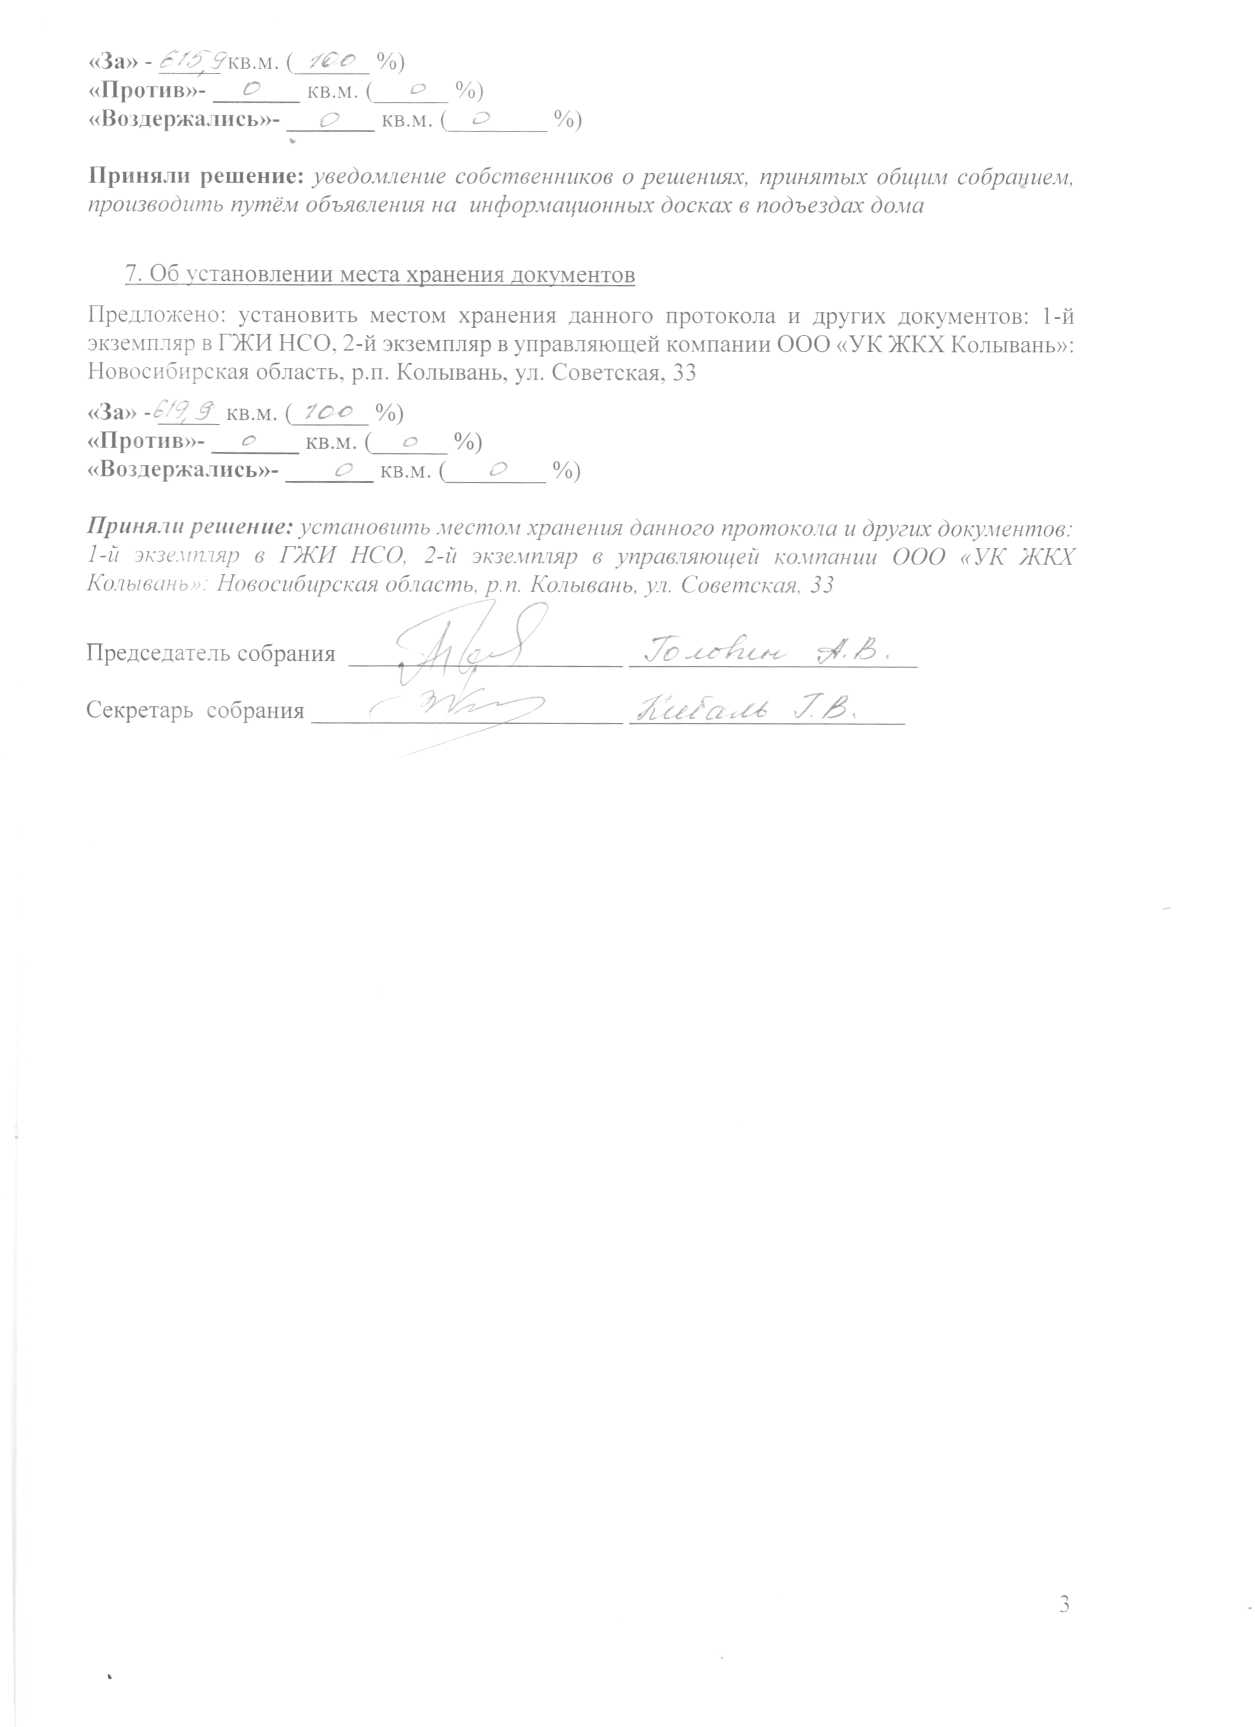 «За» - 615,9 кв.м. ( 100 %)
«Против»- 0 кв.м. ( 0 %)
«Воздержались»- 0 кв.м. ( 0 %)
Приняли решение: уведомление собственников о решениях, принятых общим собранием,
производить путём объявления на информационных досках в подъездах дома
7. Об установлении места хранения документов
Предложено: установить местом хранения данного протокола и других документов: 1-й
экземпляр в ГЖИ НСО, 2-й экземпляр в управляющей компании ООО «УК ЖКХ Колывань»:
Новосибирская область, р.п. Колывань, ул. Советская, 33
«За» - 619,9 кв.м. ( 100 %)
«Против»- 0 кв.м. ( 0 %)
«Воздержались»- 0 кв.м. ( 0 %)
Приняли решение: установить местом хранения данного протокола и других документов:
1-й экземпляр в ГЖИ НСО, 2-й экземпляр в управляющей компании ООО «УК ЖКХ
Колывань»: Новосибирская область, р.п. Колывань, ул. Советская, 33
Председатель собрания Головин А.В.
Секретарь собрания Кибаль Г.В.
3